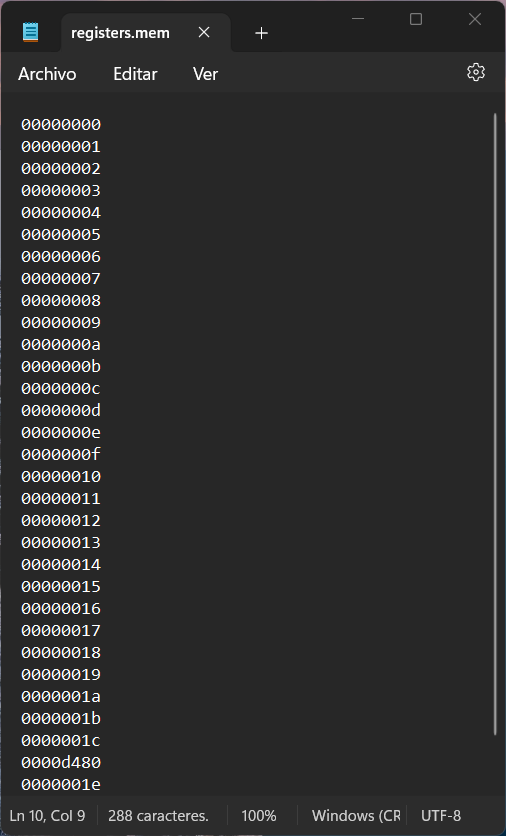 registers.mem
Archivo Editar Ver
00000000
00000001
00000002
00000003
00000004
00000005
00000006
00000007
00000008
00000009
0000000a
0000000b
0000000c
0000000d
0000000e
0000000f
00000010
00000011
00000012
00000013
00000014
00000015
00000016
00000017
00000018
00000019
0000001a
0000001b
0000001c
0000d480
0000001e
Ln 10, Col 9 288 caracteres. 100% Windows (CR UTF-8